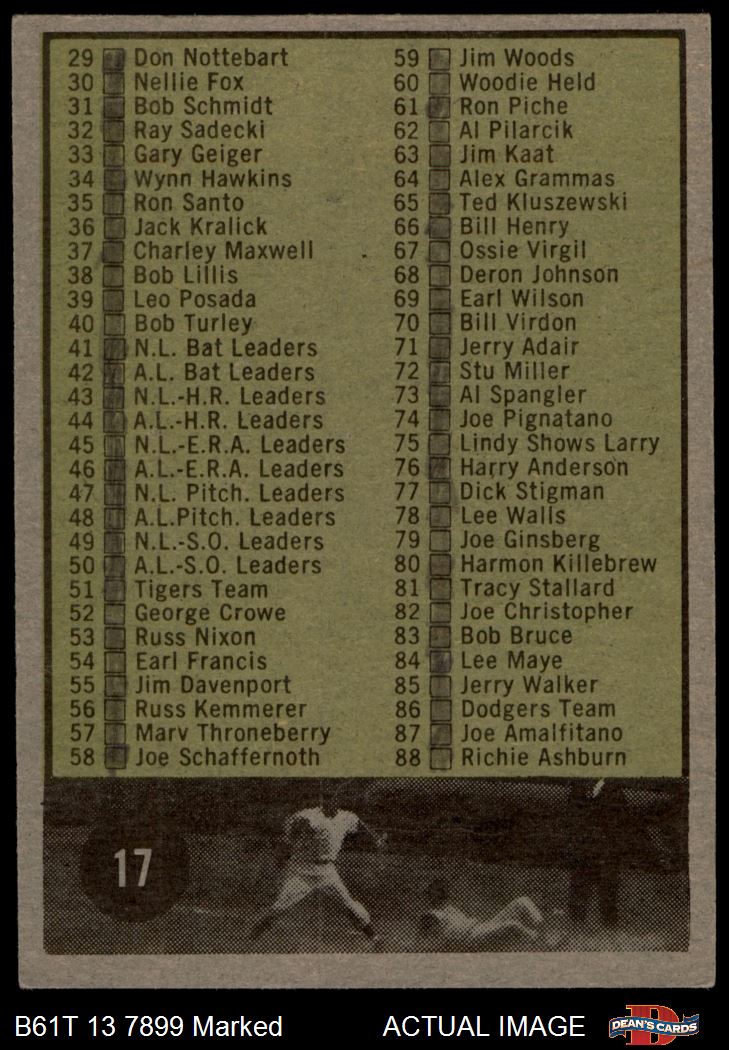 29 Don Nottebart
30 Nellie Fox
31 Bob Schmidt
32 Ray Sadecki
33 Gary Geiger
34 Wynn Hawkins
35 Ron Santo
36 Jack Kralick
37 Charley Maxwell
38 Bob Lillis
39 Leo Posada
40 Bob Turley
41 N.L. Bat Leaders
42 A.L. Bat Leaders
43 N.L.-H.R. Leaders
44 A.L.-H.R. Leaders
45 N.L.-E.R.A. Leaders
46 A.L.-E.R.A. Leaders
47 N.L. Pitch. Leaders
48 A.L.Pitch. Leaders
49 N.L.-S.O. Leaders
50 A.L.-S.O. Leaders
51 Tigers Team
52 George Crowe
53 Russ Nixon
54 Earl Francis
55 Jim Davenport
56 Russ Kemmerer
57 Marv Throneberry
58 Joe Schaffernoth
59 Jim Woods
60 Woodie Held
61 Ron Piche
62 Al Pilarcik
63 Jim Kaat
64 Alex Grammas
65 Ted Kluszewski
66 Bill Henry
67 Ossie Virgil
68 Deron Johnson
69 Earl Wilson
70 Bill Virdon
71 Jerry Adair
72 Stu Miller
73 Al Spangler
74 Joe Pignatano
75 Lindy Shows Larry
76 Harry Anderson
77 Dick Stigman
78 Lee Walls
79 Joe Ginsberg
80 Harmon Killebrew
81 Tracy Stallard
82 Joe Christopher
83 Bob Bruce
84 Lee Maye
85 Jerry Walker
86 Dodgers Team
87 Joe Amalfitano
88 Richie Ashburn
17
B61T 13 7899 Marked
ACTUAL IMAGE
D
DEAN'S CARDS